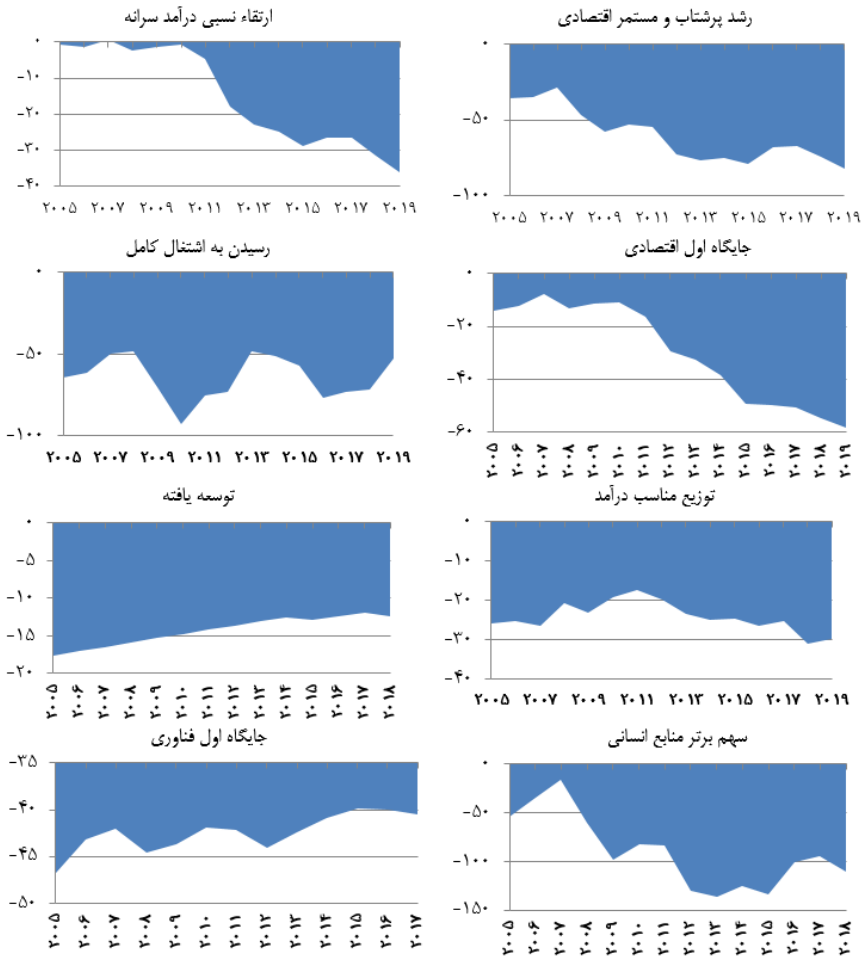 رشد پرشتاب و مستمر اقتصادی
۰
-۵۰
-۱۰۰
۲۰۰۵ ۲۰۰۷ ۲۰۰۹ ۲۰۱۱ ۲۰۱۳ ۲۰۱۵ ۲۰۱۷ ۲۰۱۹
ارتقاء نسبی درآمد سرانه
۰
-۱۰
-۲۰
-۳۰
-۴۰
۲۰۰۵ ۲۰۰۷ ۲۰۰۹ ۲۰۱۱ ۲۰۱۳ ۲۰۱۵ ۲۰۱۷ ۲۰۱۹
جایگاه اول اقتصادی
۰
-۲۰
-۴۰
-۶۰
۲۰۰۵ ۲۰۰۶ ۲۰۰۷ ۲۰۰۸ ۲۰۰۹ ۲۰۱۰ ۲۰۱۱ ۲۰۱۲ ۲۰۱۳ ۲۰۱۴ ۲۰۱۵ ۲۰۱۶ ۲۰۱۷ ۲۰۱۸ ۲۰۱۹
رسیدن به اشتغال کامل
۰
-۵۰
-۱۰۰
۲۰۰۵ ۲۰۰۷ ۲۰۰۹ ۲۰۱۱ ۲۰۱۳ ۲۰۱۵ ۲۰۱۷ ۲۰۱۹
توزیع مناسب درآمد
۰
-۱۰
-۲۰
-۳۰
-۴۰
۲۰۰۵ ۲۰۰۷ ۲۰۰۹ ۲۰۱۱ ۲۰۱۳ ۲۰۱۵ ۲۰۱۷ ۲۰۱۹
توسعه یافته
۰
-۵
-۱۰
-۱۵
-۲۰
۲۰۰۵ ۲۰۰۶ ۲۰۰۷ ۲۰۰۸ ۲۰۰۹ ۲۰۱۰ ۲۰۱۱ ۲۰۱۲ ۲۰۱۳ ۲۰۱۴ ۲۰۱۵ ۲۰۱۶ ۲۰۱۷ ۲۰۱۸
سهم برتر منابع انسانی
۰
-۵۰
-۱۰۰
-۱۵۰
۲۰۰۵ ۲۰۰۶ ۲۰۰۷ ۲۰۰۸ ۲۰۰۹ ۲۰۱۰ ۲۰۱۱ ۲۰۱۲ ۲۰۱۳ ۲۰۱۴ ۲۰۱۵ ۲۰۱۶ ۲۰۱۷ ۲۰۱۸
جایگاه اول فناوری
-۳۵
-۴۰
-۴۵
-۵۰
۲۰۰۵ ۲۰۰۶ ۲۰۰۷ ۲۰۰۸ ۲۰۰۹ ۲۰۱۰ ۲۰۱۱ ۲۰۱۲ ۲۰۱۳ ۲۰۱۴ ۲۰۱۵ ۲۰۱۶ ۲۰۱۷